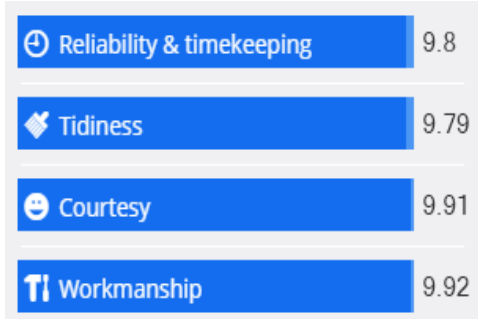 Reliability & timekeeping 9.8
Tidiness 9.79
Courtesy 9.91
Workmanship 9.92